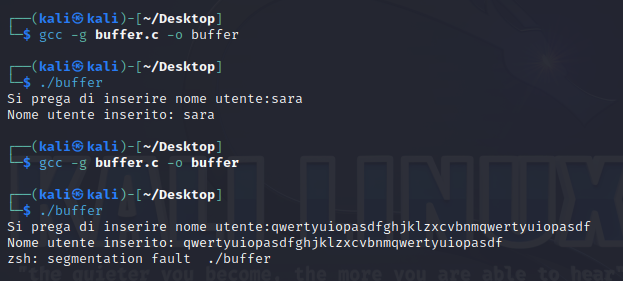 ┌──(kali㉿kali)-[~/Desktop]
└─$ gcc -g buffer.c -o buffer
┌──(kali㉿kali)-[~/Desktop]
└─$ ./buffer
Si prega di inserire nome utente:sara
Nome utente inserito: sara
┌──(kali㉿kali)-[~/Desktop]
└─$ gcc -g buffer.c -o buffer
┌──(kali㉿kali)-[~/Desktop]
└─$ ./buffer
Si prega di inserire nome utente:qwertyuiopasdfghjklzxcvbnmqwertyuiopasdf
Nome utente inserito: qwertyuiopasdfghjklzxcvbnmqwertyuiopasdf
zsh: segmentation fault  ./buffer
KALI LINUX
"the quieter you become, the more you are able to hear"